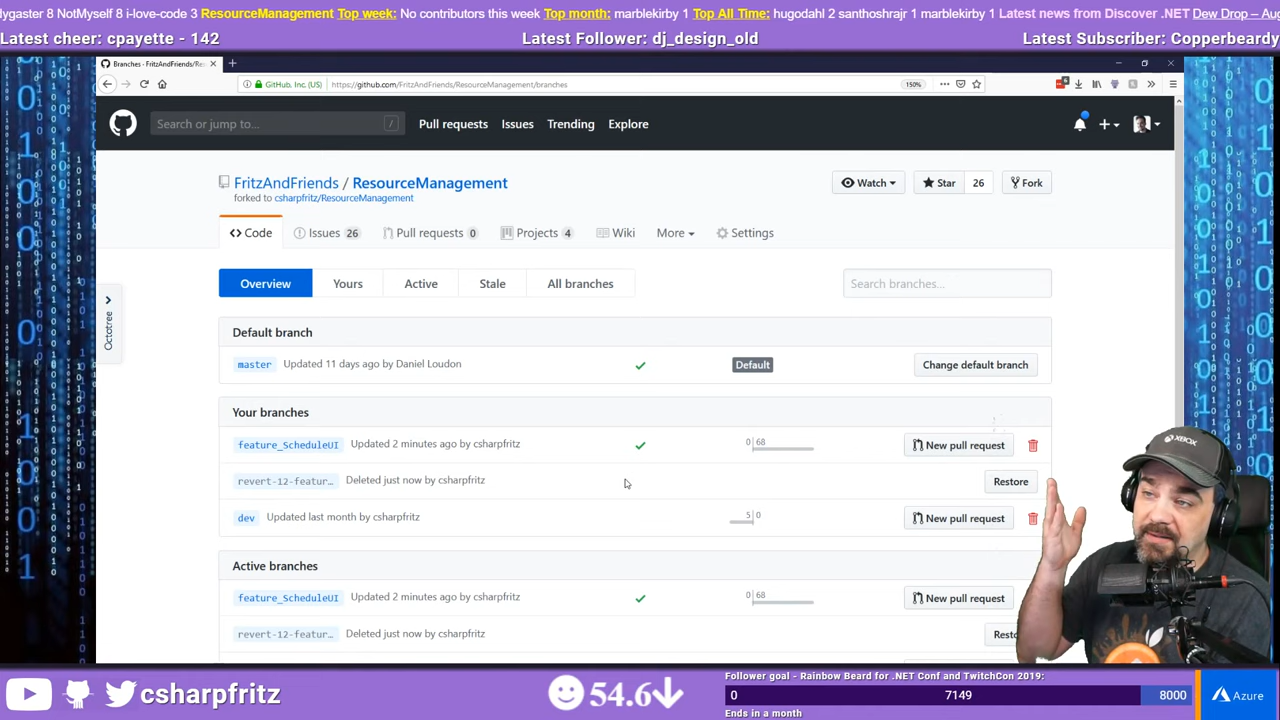 dygaster 8 NotMyself 8 i-love-code 3 ResourceManagement Top week: No contributors this week Top month: marblekirby 1 Top All Time: hugodahl 2 santhoshrajr 1 marblekirby 1 Latest news from Discover .NET Dew Drop – Aug
Latest cheer: cpayette - 142
Latest Follower: dj_design_old
Latest Subscriber: Copperbeardy
Branches - FritzAndFriends/Res
GitHub, Inc. (US)
https://github.com/FritzAndFriends/ResourceManagement/branches
150%
Search or jump to...
/
Pull requests
Issues
Trending
Explore
FritzAndFriends / ResourceManagement
forked to csharpfritz/ResourceManagement
Watch
Star
26
Fork
Code
Issues 26
Pull requests 0
Projects 4
Wiki
More
Settings
Octotree
Overview
Yours
Active
Stale
All branches
Search branches...
Default branch
master
Updated 11 days ago by Daniel Loudon
Default
Change default branch
Your branches
feature_ScheduleUI
Updated 2 minutes ago by csharpfritz
0 68
New pull request
revert-12-featur…
Deleted just now by csharpfritz
Restore
dev
Updated last month by csharpfritz
5 0
New pull request
Active branches
feature_ScheduleUI
Updated 2 minutes ago by csharpfritz
0 68
New pull request
revert-12-featur…
Deleted just now by csharpfritz
Resto
XBOX
csharpfritz
54.6
Follower goal - Rainbow Beard for .NET Conf and TwitchCon 2019:
0
7149
8000
Ends in a month
Azure